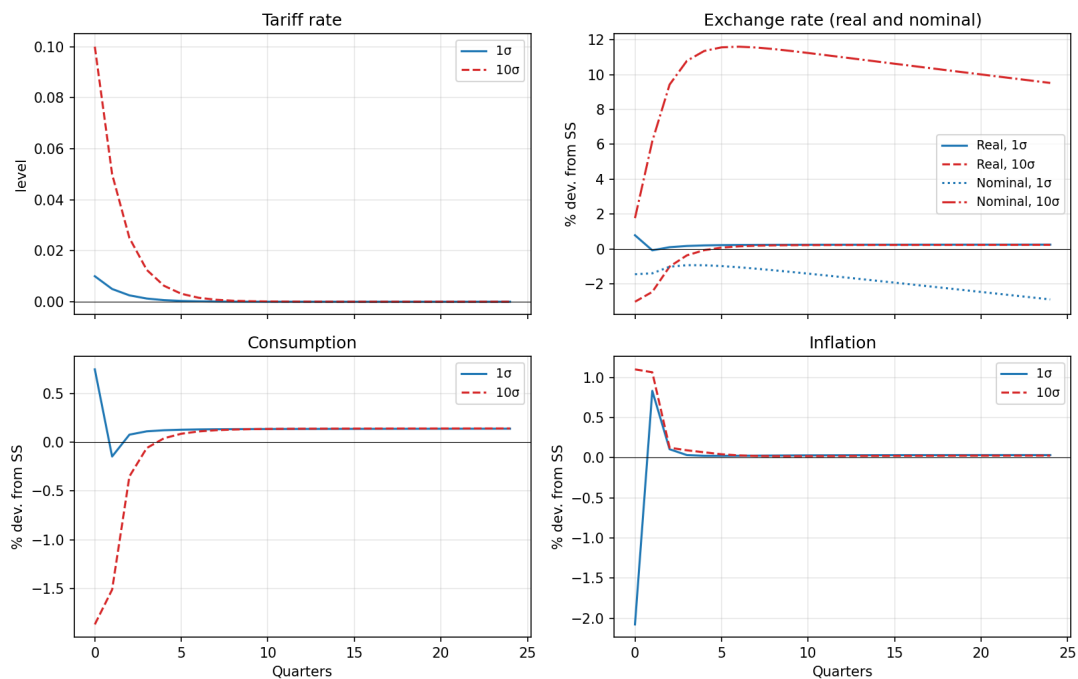 Tariff rate
level
0.10
0.08
0.06
0.04
0.02
0.00
1σ
10σ
Exchange rate (real and nominal)
% dev. from SS
12
10
8
6
4
2
0
−2
Real, 1σ
Real, 10σ
Nominal, 1σ
Nominal, 10σ
Consumption
% dev. from SS
0.5
0.0
−0.5
−1.0
−1.5
1σ
10σ
0
5
10
15
20
25
Quarters
Inflation
% dev. from SS
1.0
0.5
0.0
−0.5
−1.0
−1.5
−2.0
1σ
10σ
0
5
10
15
20
25
Quarters